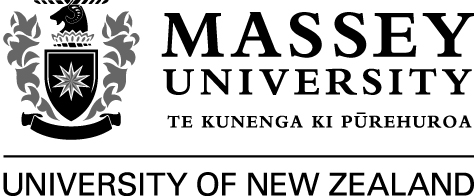 MASSEY
UNIVERSITY
TE KUNENGA KI PŪREHUROA
UNIVERSITY OF NEW ZEALAND